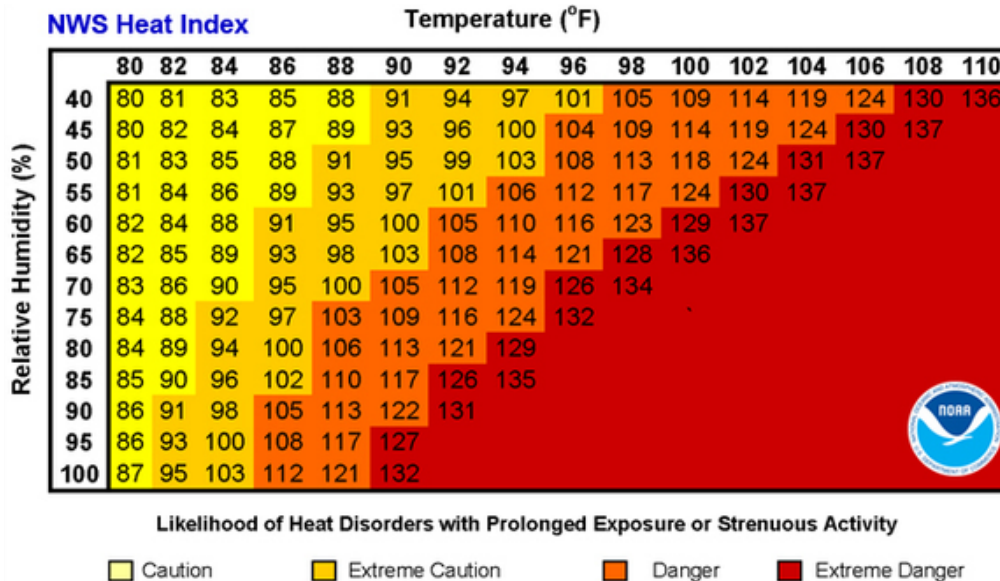 NWS Heat Index
Temperature (°F)
80 82 84 86 88 90 92 94 96 98 100 102 104 106 108 110
Relative Humidity (%)
40 80 81 83 85 88 91 94 97 101 105 109 114 119 124 130 136
45 80 82 84 87 89 93 96 100 104 109 114 119 124 130 137
50 81 83 85 88 91 95 99 103 108 113 118 124 131 137
55 81 84 86 89 93 97 101 106 112 117 124 130 137
60 82 84 88 91 95 100 105 110 116 123 129 137
65 82 85 89 93 98 103 108 114 121 128 136
70 83 86 90 95 100 105 112 119 126 134
75 84 88 92 97 103 109 116 124 132
80 84 89 94 100 106 113 121 129
85 85 90 96 102 110 117 126 135
90 86 91 98 105 113 122 131
95 86 93 100 108 117 127
100 87 95 103 112 121 132
NOAA
Likelihood of Heat Disorders with Prolonged Exposure or Strenuous Activity
Caution Extreme Caution Danger Extreme Danger